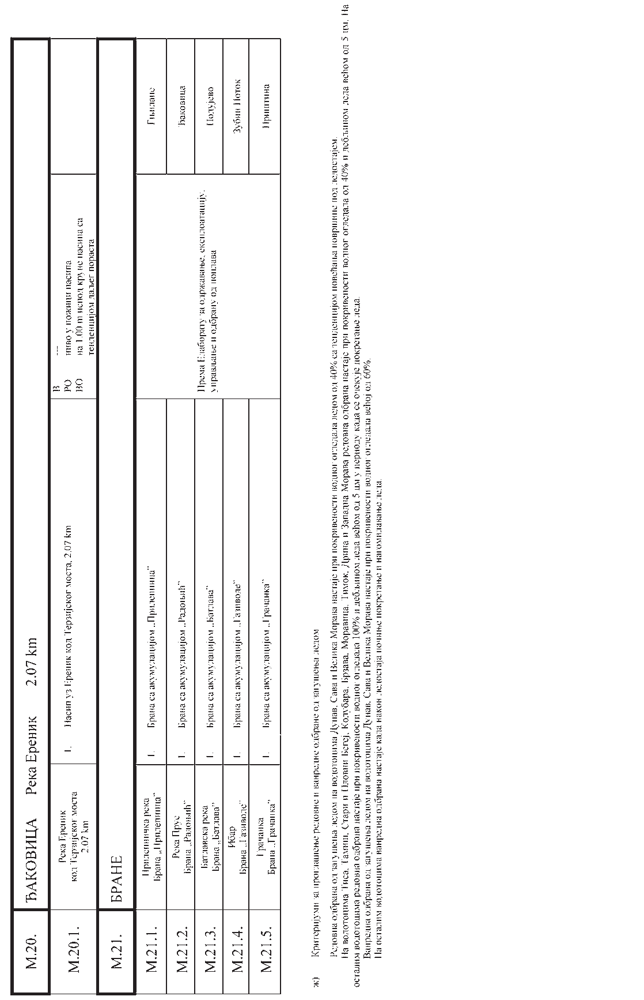 М.20. ЂАКОВИЦА Река Ереник 2.07 km
М.20.1.
Река Ереник
код Терзијског моста
2.07 km
1. Насип уз Ереник код Терзијског моста, 2.07 km
В ---
РО ниво у ножици насипа
ВО на 1.00 m испод круне насипа са
тенденцијом даљег пораста
М.21. БРАНЕ
М.21.1.
Прилепничка река
Брана „Прилепница”
1. Брана са акумулацијом „Прилепница”
Гњилане
М.21.2.
Река Прус
Брана „Радоњић”
1. Брана са акумулацијом „Радоњић”
Ђаковица
М.21.3.
Батлавска река
Брана „Батлава”
1. Брана са акумулацијом „Батлава”
Подујево
М.21.4.
Ибар
Брана „Газиводе”
1. Брана са акумулацијом „Газиводе”
Зубин Поток
М.21.5.
Грачанка
Брана „Грачанка”
1. Брана са акумулацијом „Грачанка”
Приштина
Према Елаборату за одржавање, експлоатацију,
управљање и одбрану од поплава
ж) Критеријуми за проглашење редовне и ванредне одбране од загушења ледом
Редовна одбрана од загушења ледом на водотоцима Дунав, Сава и Велика Морава настаје при покривености водног огледала ледом од 40% са тенденцијом повећања површине под ледостајем.
На водотоцима Тиса, Тамиш, Стари и Пловни Бегеј, Колубара, Брзава, Моравица, Тимок, Дрина и Западна Морава редовна одбрана настаје при покривености водног огледала од 40% и дебљином леда већом од 5 цм. На
осталим водотоцима редовна одбрана настаје при покривености водног огледала 100% и дебљином леда већом од 5 цм у периоду када се очекује покретање леда.
Ванредна одбрана од загушења ледом на водотоцима Дунав, Сава и Велика Морава настаје при покривености водног огледала већој од 60%.
На осталим водотоцима ванредна одбрана настаје када након ледостаја почиње покретање и нагомилавање леда.